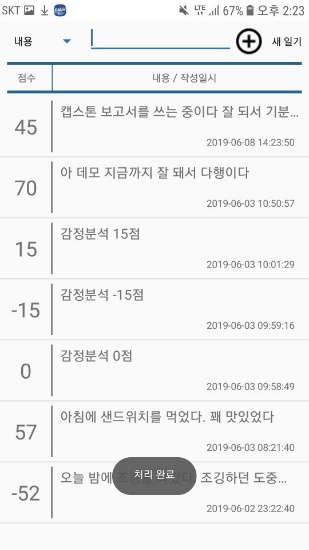 SKT LTE 67% 오후 2:23
내용 새 일기
점수 내용 / 작성일시
45 캡스톤 보고서를 쓰는 중이다 잘 되서 기분...
2019-06-08 14:23:50
70 아 데모 지금까지 잘 돼서 다행이다
2019-06-03 10:50:57
15 감정분석 15점
2019-06-03 10:01:29
-15 감정분석 -15점
2019-06-03 09:59:16
0 감정분석 0점
2019-06-03 09:58:49
57 아침에 샌드위치를 먹었다. 꽤 맛있었다
2019-06-03 08:21:40
-52 오늘 밤에 조깅하던 도중...
처리 완료
2019-06-02 23:22:40